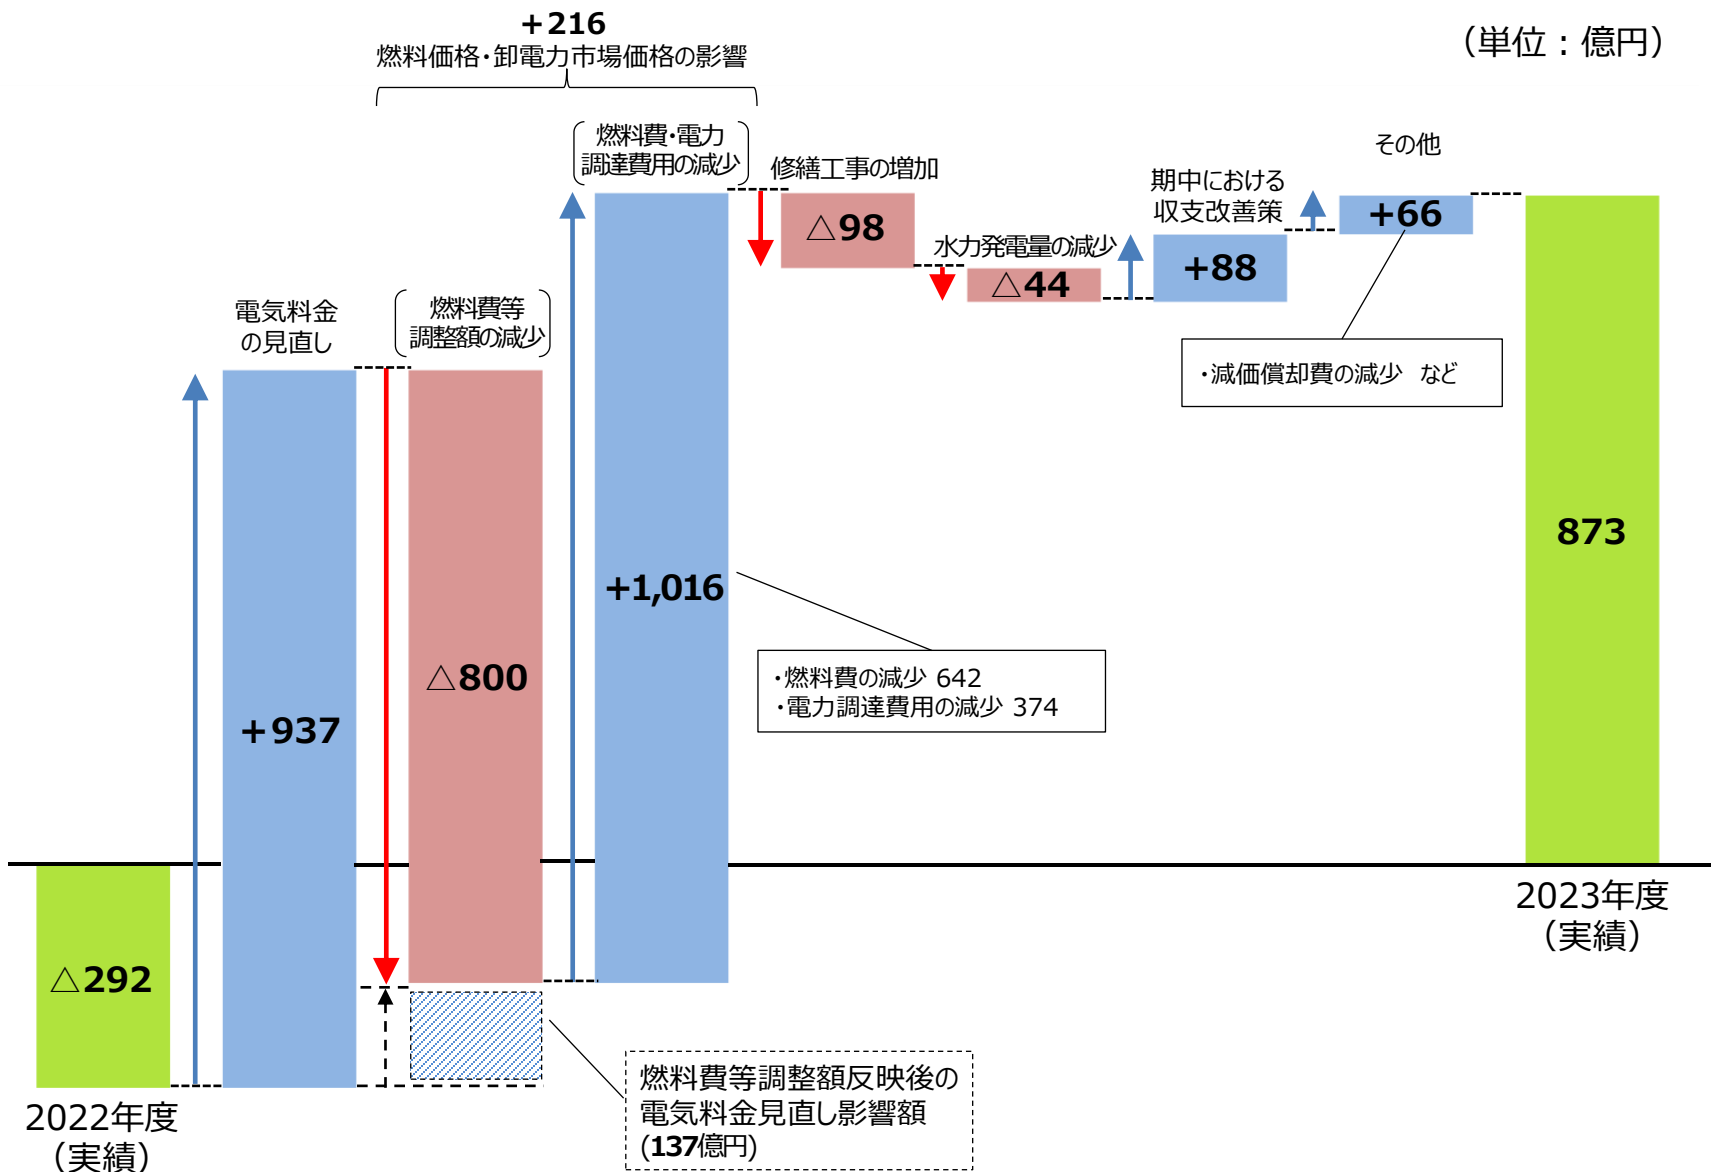 +216
燃料価格・卸電力市場価格の影響
（単位：億円）
燃料費・電力
調達費用の減少
修繕工事の増加
その他
期中における
収支改善策
水力発電量の減少
△98
+66
△44
+88
電気料金
の見直し
燃料費等
調整額の減少
・減価償却費の減少　など
873
+1,016
△800
・燃料費の減少 642
・電力調達費用の減少 374
+937
△292
2023年度
（実績）
燃料費等調整額反映後の
電気料金見直し影響額
(137億円)
2022年度
（実績）